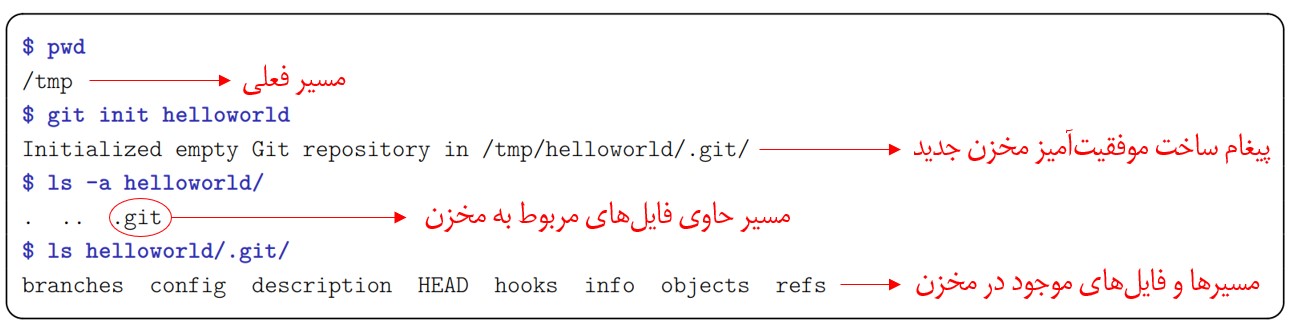 $ pwd
/tmp مسیر فعلی
$ git init helloworld
Initialized empty Git repository in /tmp/helloworld/.git/ پیغام ساخت موفقیت‌آمیز مخزن جدید
$ ls -a helloworld/
. .. .git مسیر حاوی فایل‌های مربوط به مخزن
$ ls helloworld/.git/
branches config description HEAD hooks info objects refs مسیرها و فایل‌های موجود در مخزن